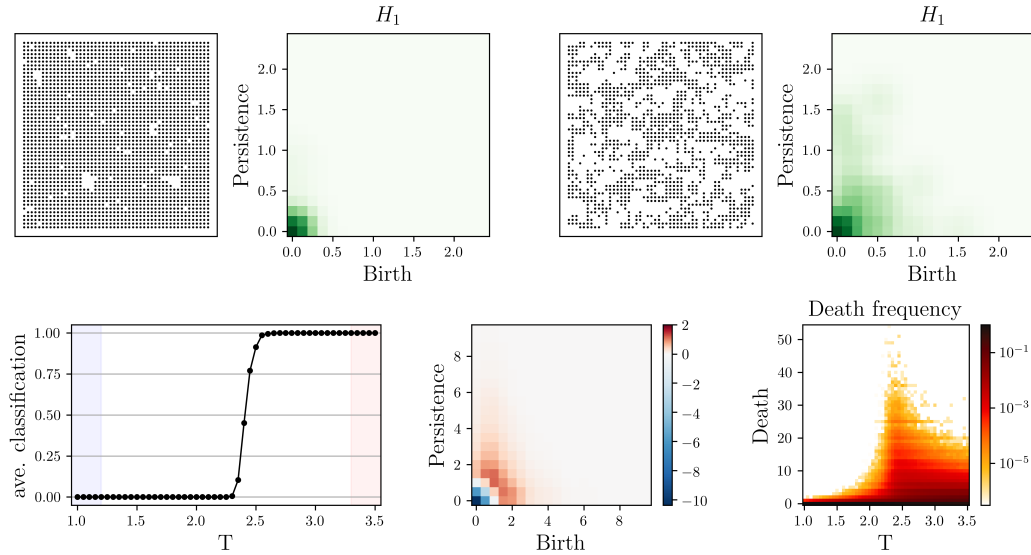 H₁
H₁
Persistence
2.0
1.5
1.0
0.5
0.0
0.0 0.5 1.0 1.5 2.0
Birth
Persistence
2.0
1.5
1.0
0.5
0.0
0.0 0.5 1.0 1.5 2.0
Birth
ave. classification
1.00
0.75
0.50
0.25
0.00
1.0 1.5 2.0 2.5 3.0 3.5
T
Persistence
8
6
4
2
0
0 2 4 6 8
Birth
2
0
−2
−4
−6
−8
−10
Death frequency
Death
50
40
30
20
10
0
1.0 1.5 2.0 2.5 3.0 3.5
T
10⁻¹
10⁻³
10⁻⁵